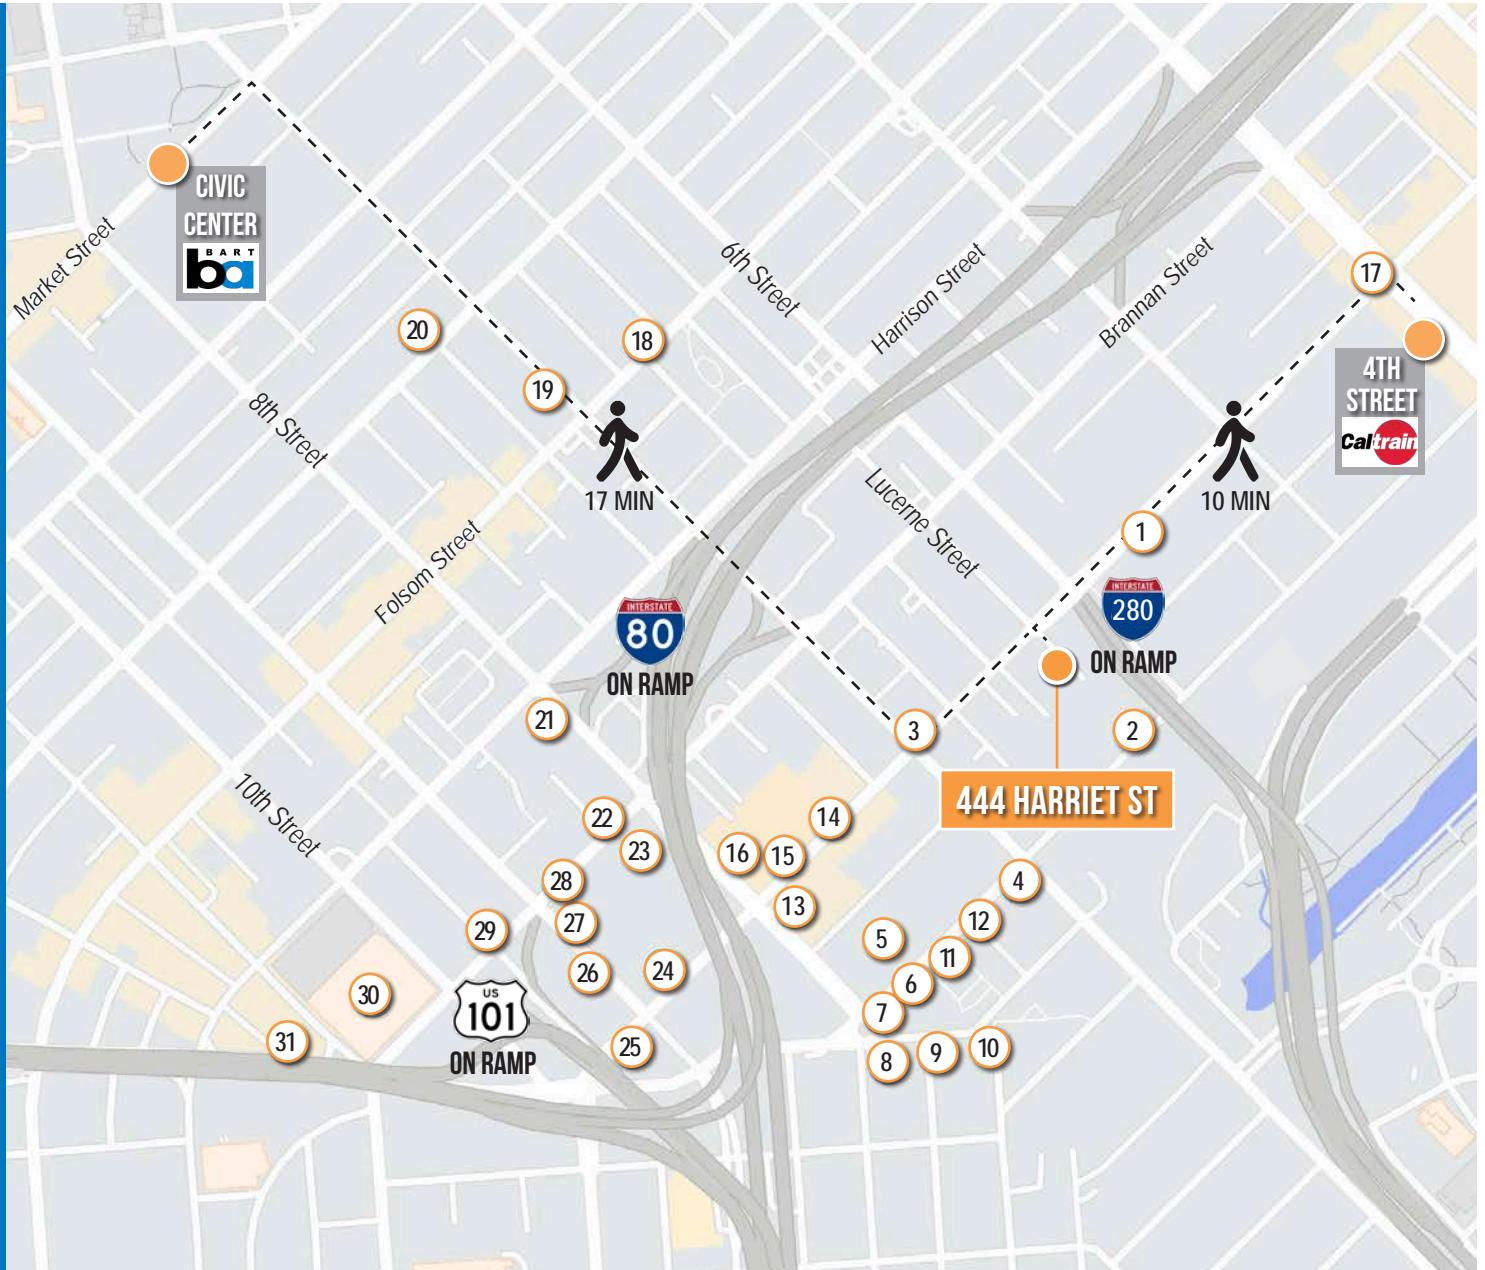 CIVIC
CENTER
BART
ba
Market Street
6th Street
Harrison Street
Brannan Street
17
20
18
19
4TH
STREET
Caltrain
8th Street
17 MIN
10 MIN
Lucerne Street
1
Folsom Street
INTERSTATE
80
ON RAMP
INTERSTATE
280
ON RAMP
21
3
2
444 HARRIET ST
10th Street
22
23
14
16
15
28
4
13
27
29
12
5
11
26
24
6
30
7
US
101
ON RAMP
31
25
8
9
10